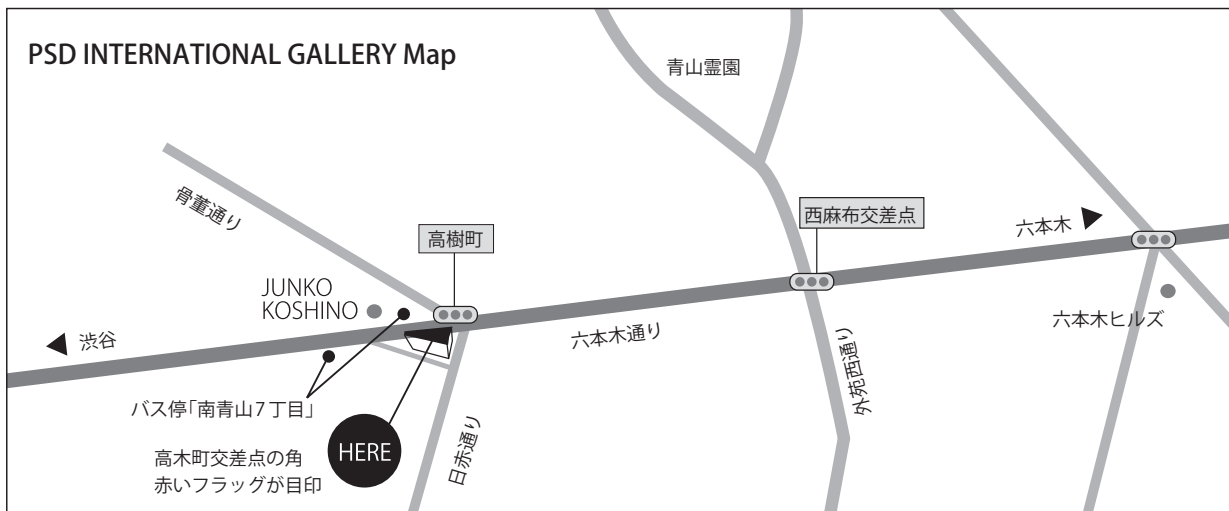 PSD INTERNATIONAL GALLERY Map
青山霊園
骨董通り
高樹町
西麻布交差点
六本木
JUNKO
KOSHINO
渋谷
六本木通り
六本木ヒルズ
外苑西通り
バス停「南青山7丁目」
HERE
高木町交差点の角
赤いフラッグが目印
日赤通り